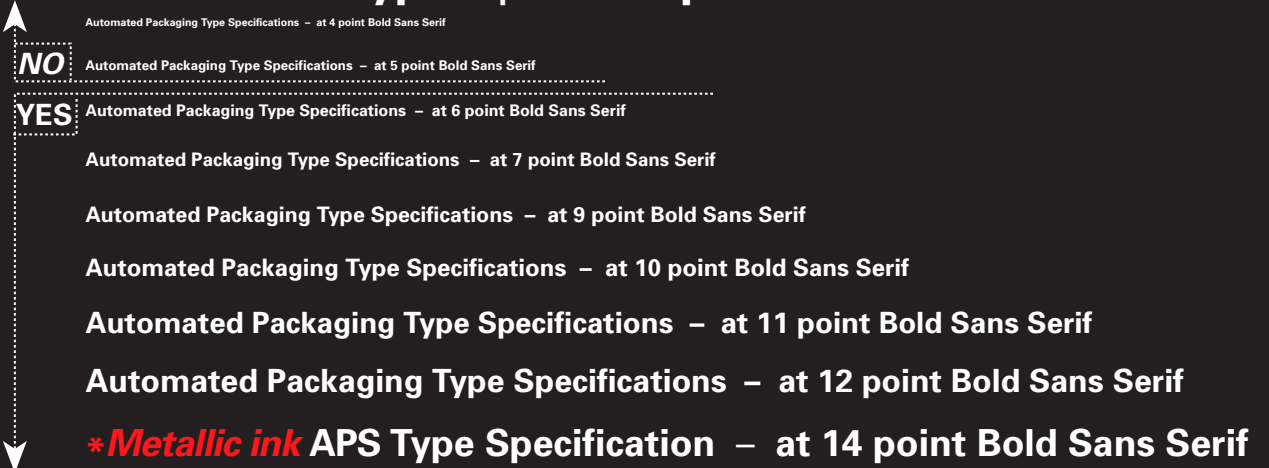 Automated Packaging Type Specifications – at 4 point Bold Sans Serif
NO Automated Packaging Type Specifications – at 5 point Bold Sans Serif
YES Automated Packaging Type Specifications – at 6 point Bold Sans Serif
Automated Packaging Type Specifications – at 7 point Bold Sans Serif
Automated Packaging Type Specifications – at 9 point Bold Sans Serif
Automated Packaging Type Specifications – at 10 point Bold Sans Serif
Automated Packaging Type Specifications – at 11 point Bold Sans Serif
Automated Packaging Type Specifications – at 12 point Bold Sans Serif
*Metallic ink APS Type Specification – at 14 point Bold Sans Serif